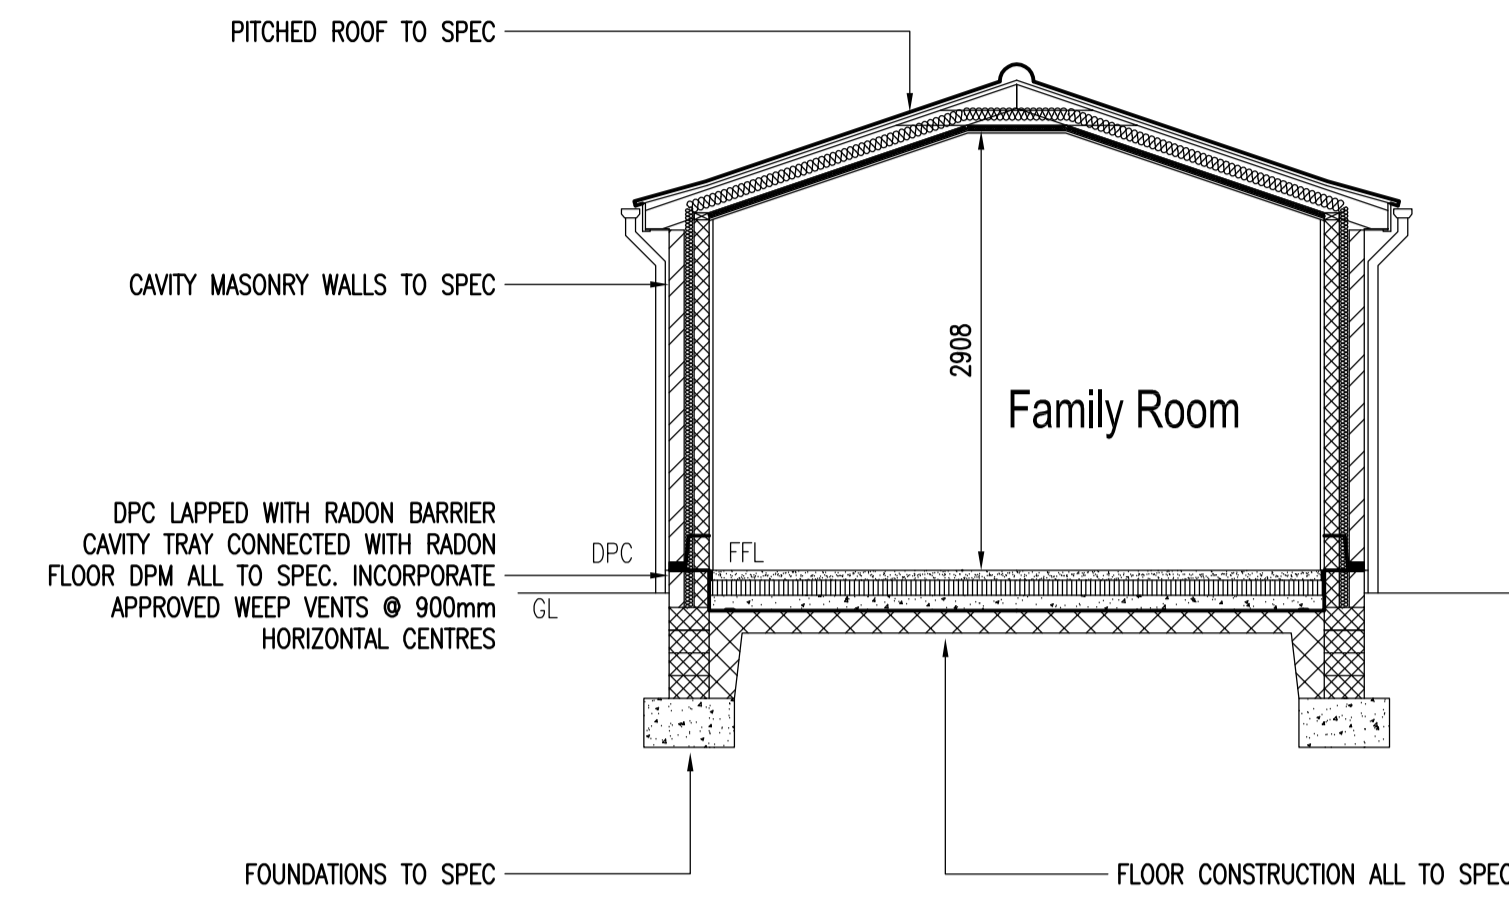 PITCHED ROOF TO SPEC
CAVITY MASONRY WALLS TO SPEC
2908
Family Room
DPC LAPPED WITH RADON BARRIER
CAVITY TRAY CONNECTED WITH RADON
FLOOR DPM ALL TO SPEC. INCORPORATE
APPROVED WEEP VENTS @ 900mm
HORIZONTAL CENTRES
DPC
FFL
GL
FOUNDATIONS TO SPEC
FLOOR CONSTRUCTION ALL TO SPEC